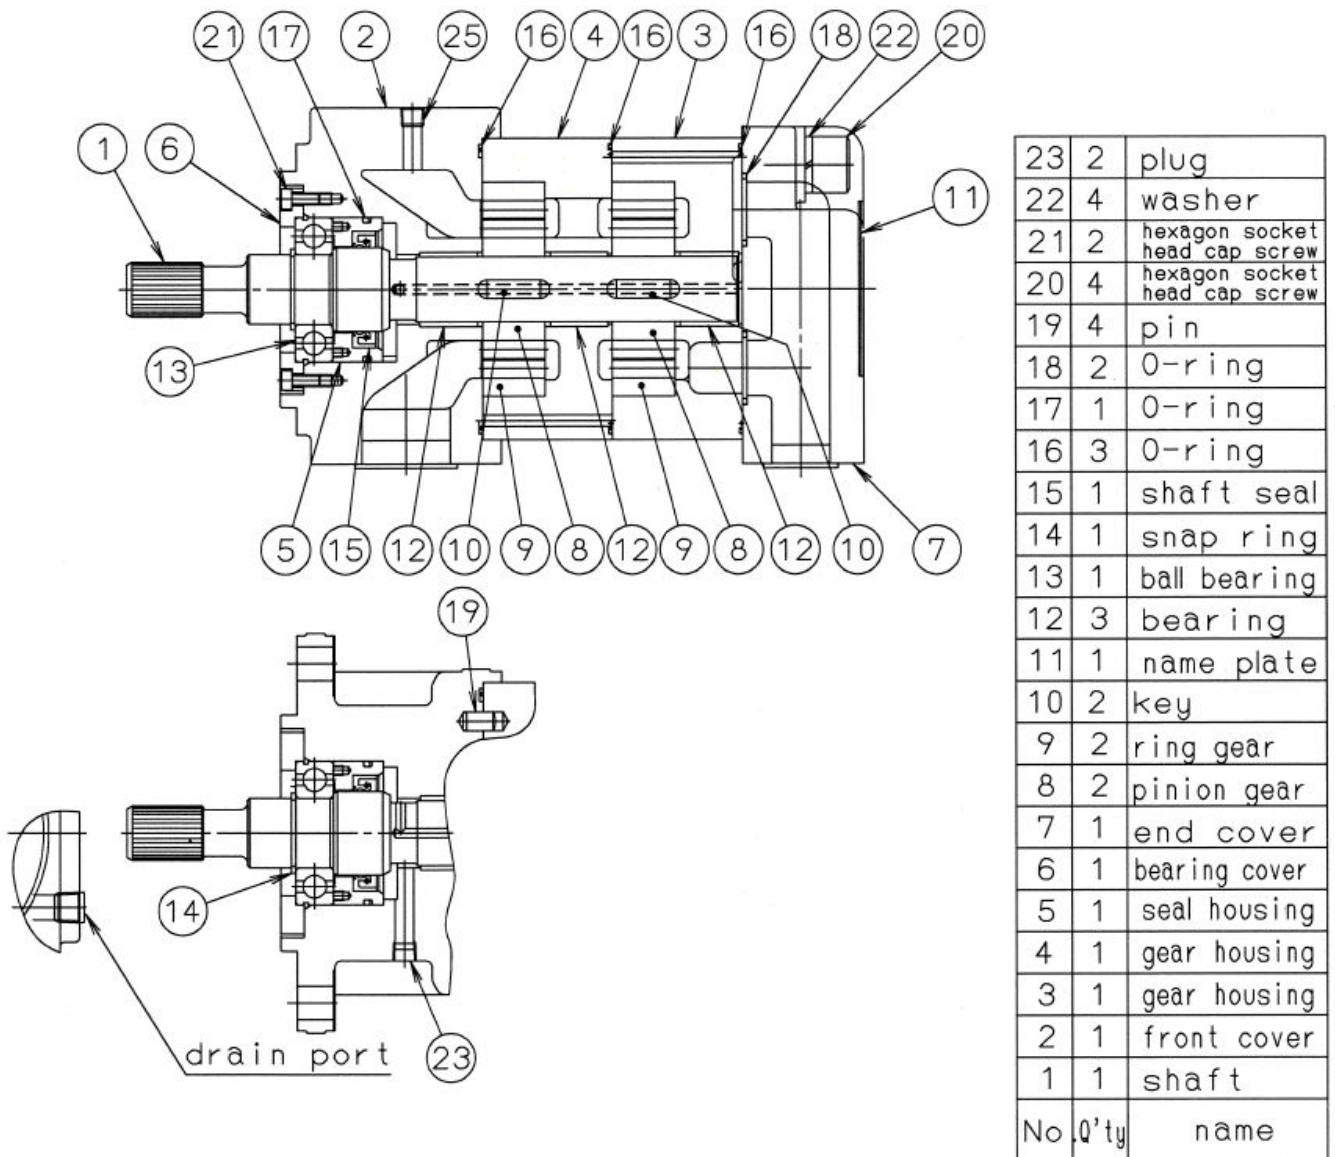 21 17 2 25 16 4 16 3 16 18 22 20
1 6
11
13
5 15 12 10 9 8 12 9 8 12 10 7
19
14
23
drain port
23 2 plug
22 4 washer
21 2 hexagon socket
head cap screw
20 4 hexagon socket
head cap screw
19 4 pin
18 2 O-ring
17 1 O-ring
16 3 O-ring
15 1 shaft seal
14 1 snap ring
13 1 ball bearing
12 3 bearing
11 1 name plate
10 2 key
9 2 ring gear
8 2 pinion gear
7 1 end cover
6 1 bearing cover
5 1 seal housing
4 1 gear housing
3 1 gear housing
2 1 front cover
1 1 shaft
No. Q'ty name